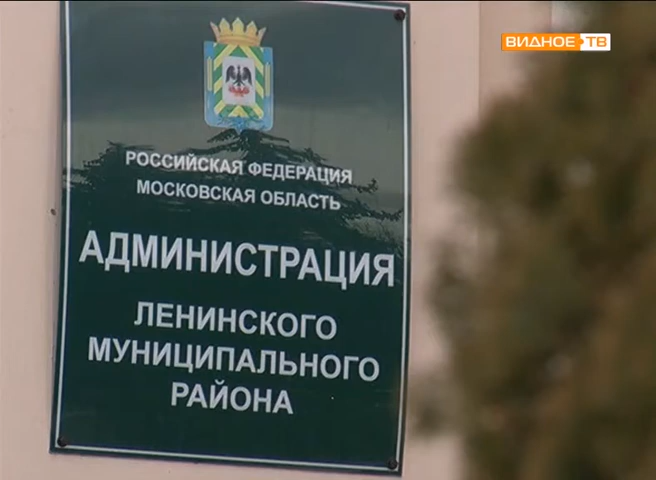 ВИДНОЕ ТВ
РОССИЙСКАЯ ФЕДЕРАЦИЯ
МОСКОВСКАЯ ОБЛАСТЬ
АДМИНИСТРАЦИЯ
ЛЕНИНСКОГО
МУНИЦИПАЛЬНОГО
РАЙОНА